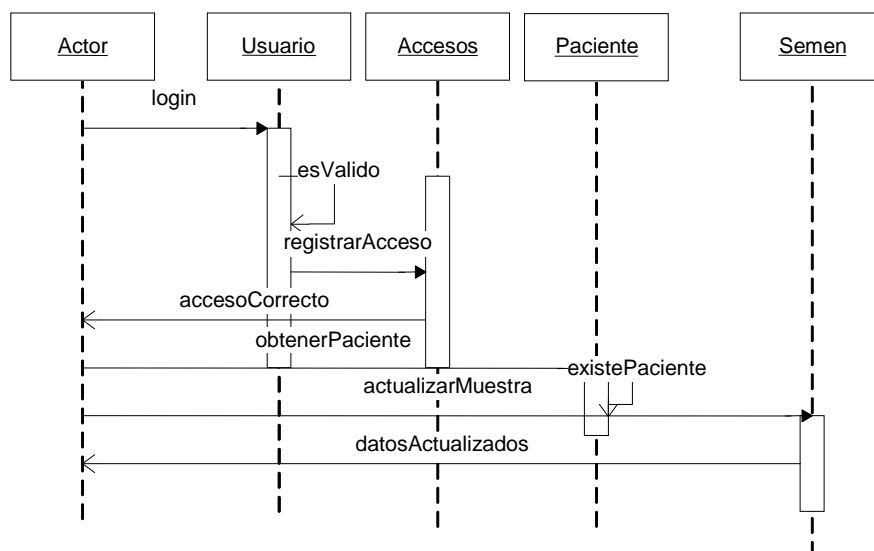 Actor
Usuario
Accesos
Paciente
Semen
login
esValido
registrarAcceso
accesoCorrecto
obtenerPaciente
existePaciente
actualizarMuestra
datosActualizados